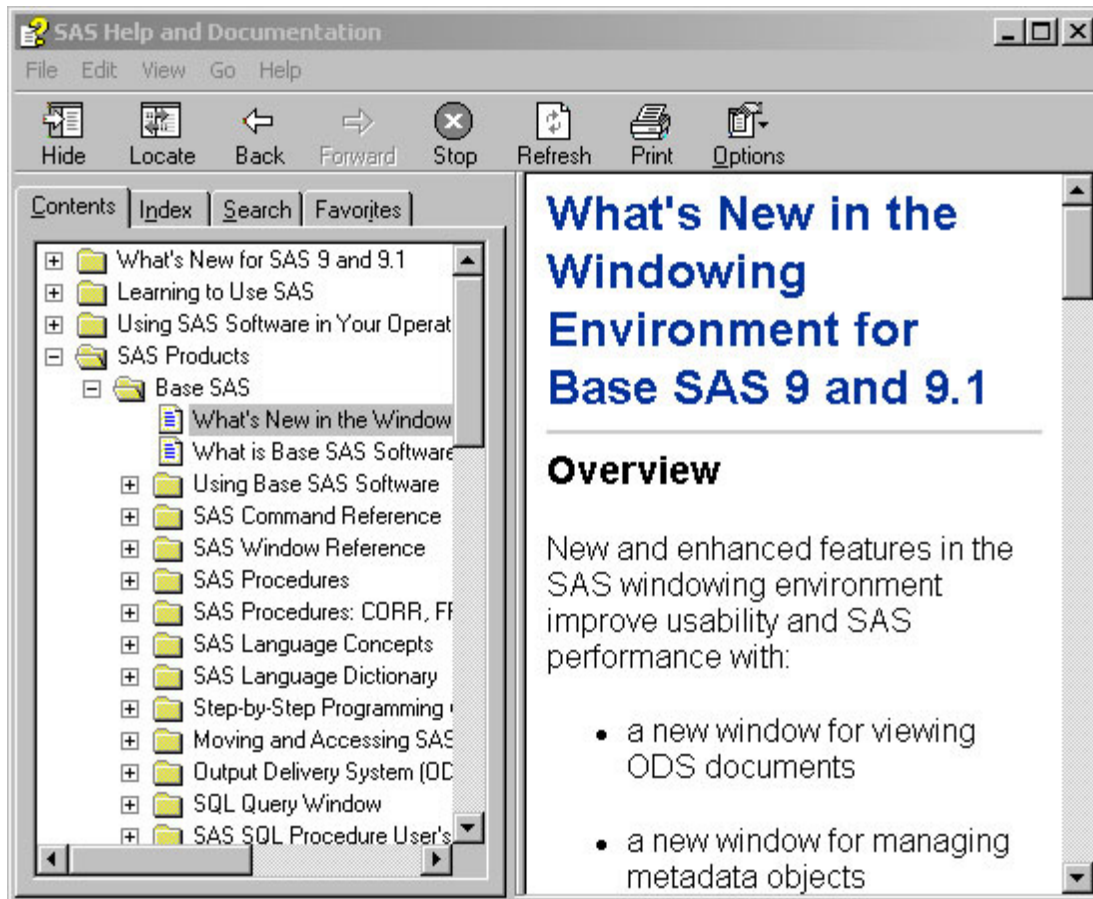 SAS Help and Documentation
File Edit View Go Help
Hide Locate Back Forward Stop Refresh Print Options
Contents Index Search Favorites
What's New for SAS 9 and 9.1
Learning to Use SAS
Using SAS Software in Your Operat
SAS Products
Base SAS
What's New in the Window
What is Base SAS Software
Using Base SAS Software
SAS Command Reference
SAS Window Reference
SAS Procedures
SAS Procedures: CORR, FR
SAS Language Concepts
SAS Language Dictionary
Step-by-Step Programming
Moving and Accessing SAS
Output Delivery System (OD
SQL Query Window
SAS SQL Procedure User's
What's New in the
Windowing
Environment for
Base SAS 9 and 9.1
Overview
New and enhanced features in the
SAS windowing environment
improve usability and SAS
performance with:
• a new window for viewing
ODS documents
• a new window for managing
metadata objects